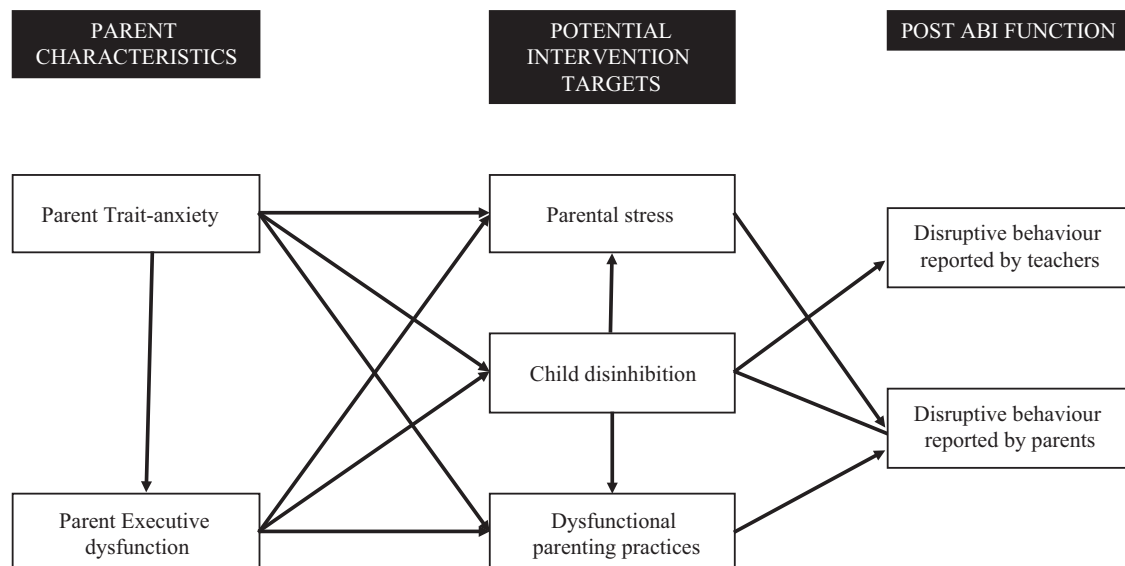 PARENT
CHARACTERISTICS
POTENTIAL
INTERVENTION
TARGETS
POST ABI FUNCTION
Parent Trait-anxiety
Parental stress
Disruptive behaviour
reported by teachers
Child disinhibition
Disruptive behaviour
reported by parents
Parent Executive
dysfunction
Dysfunctional
parenting practices